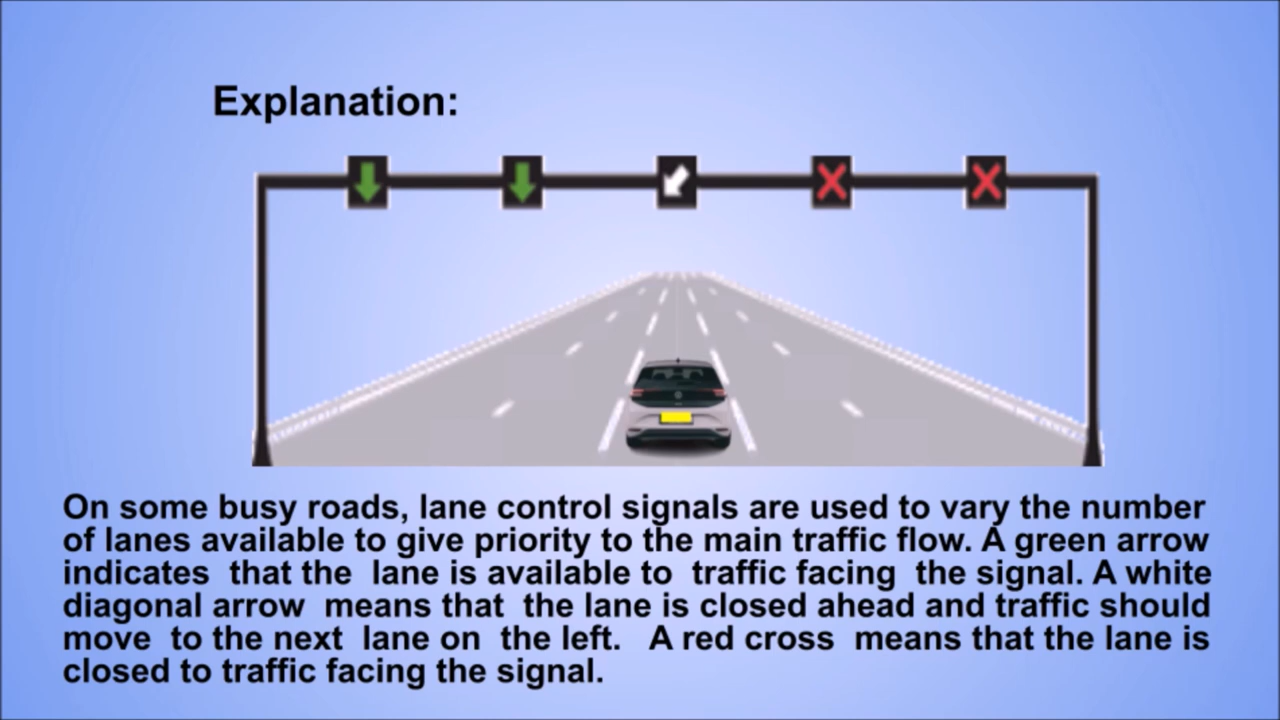 Explanation:
On some busy roads, lane control signals are used to vary the number
of lanes available to give priority to the main traffic flow. A green arrow
indicates that the lane is available to traffic facing the signal. A white
diagonal arrow means that the lane is closed ahead and traffic should
move to the next lane on the left. A red cross means that the lane is
closed to traffic facing the signal.